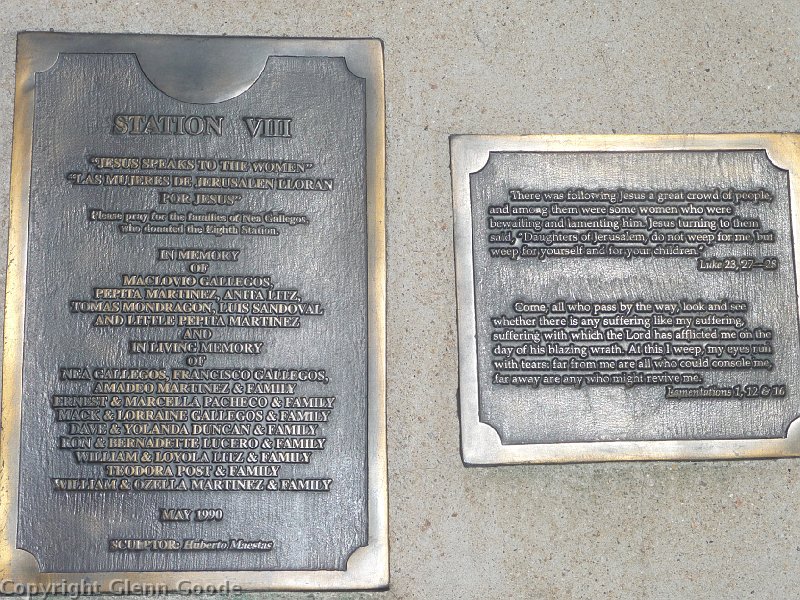 STATION VIII
"JESUS SPEAKS TO THE WOMEN"
"LAS MUJERES DE JERUSALEN LLORAN
POR JESUS"
Please pray for the families of Nea Gallegos,
who donated the Eighth Station.
IN MEMORY
OF
MACLOVIO GALLEGOS,
PEPITA MARTINEZ, ANITA LITZ,
TOMAS MONDRAGON, LUIS SANDOVAL
AND LITTLE PEPITA MARTINEZ
AND
IN LIVING MEMORY
OF
NEA GALLEGOS, FRANCISCO GALLEGOS,
AMADEO MARTINEZ & FAMILY
ERNEST & MARCELLA PACHECO & FAMILY
MACK & LORRAINE GALLEGOS & FAMILY
DAVE & YOLANDA DUNCAN & FAMILY
RON & BERNADETTE LUCERO & FAMILY
WILLIAM & LOYOLA LITZ & FAMILY
TEODORA POST & FAMILY
WILLIAM & OZELLA MARTINEZ & FAMILY
MAY 1990
SCULPTOR: Huberto Maestas
There was following Jesus a great crowd of people,
and among them were some women who were
bewailing and lamenting him. Jesus turning to them
said, "Daughters of Jerusalem, do not weep for me, but
weep for yourself and for your children."
Luke 23, 27—28
Come, all who pass by the way, look and see
whether there is any suffering like my suffering,
suffering with which the Lord has afflicted me on the
day of his blazing wrath. At this I weep, my eyes run
with tears: far from me are all who could console me,
far away are any who might revive me.
Lamentations 1, 12 & 16
Copyright Glenn Goode